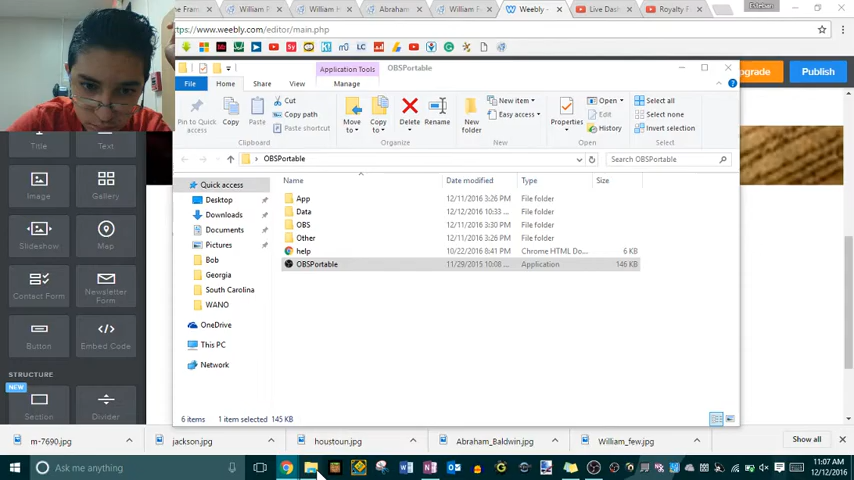 William P
William F
Abraham
William F
Weebly -
Live Dash
Royalty F
Esteban
https://www.weebly.com/editor/main.php
Application Tools
OBSPortable
File
Home
Share
View
Manage
Pin to Quick access
Copy
Paste
Cut
Copy path
Paste shortcut
Move to
Copy to
Delete
Rename
New folder
New item
Easy access
Properties
Open
Edit
History
Select all
Select none
Invert selection
Clipboard
Organize
New
Open
Select
Upgrade
Publish
OBSPortable
Search OBSPortable
Name
Date modified
Type
Size
App 12/11/2016 3:26 PM File folder
Data 12/12/2016 10:33 ... File folder
OBS 12/11/2016 3:30 PM File folder
Other 12/11/2016 3:26 PM File folder
help 10/22/2016 8:41 PM Chrome HTML Do... 6 KB
OBSPortable 11/29/2015 10:08 ... Application 146 KB
Quick access
Desktop
Downloads
Documents
Pictures
Bob
Georgia
South Carolina
WANO
OneDrive
This PC
Network
Title
Text
Image
Gallery
Slideshow
Map
Contact Form
Newsletter Form
Button
Embed Code
STRUCTURE
NEW
Section
Divider
6 items 1 item selected 145 KB
m-7690.jpg
jackson.jpg
houstoun.jpg
Abraham_Baldwin.jpg
William_few.jpg
Show all
Ask me anything
11:07 AM
12/12/2016